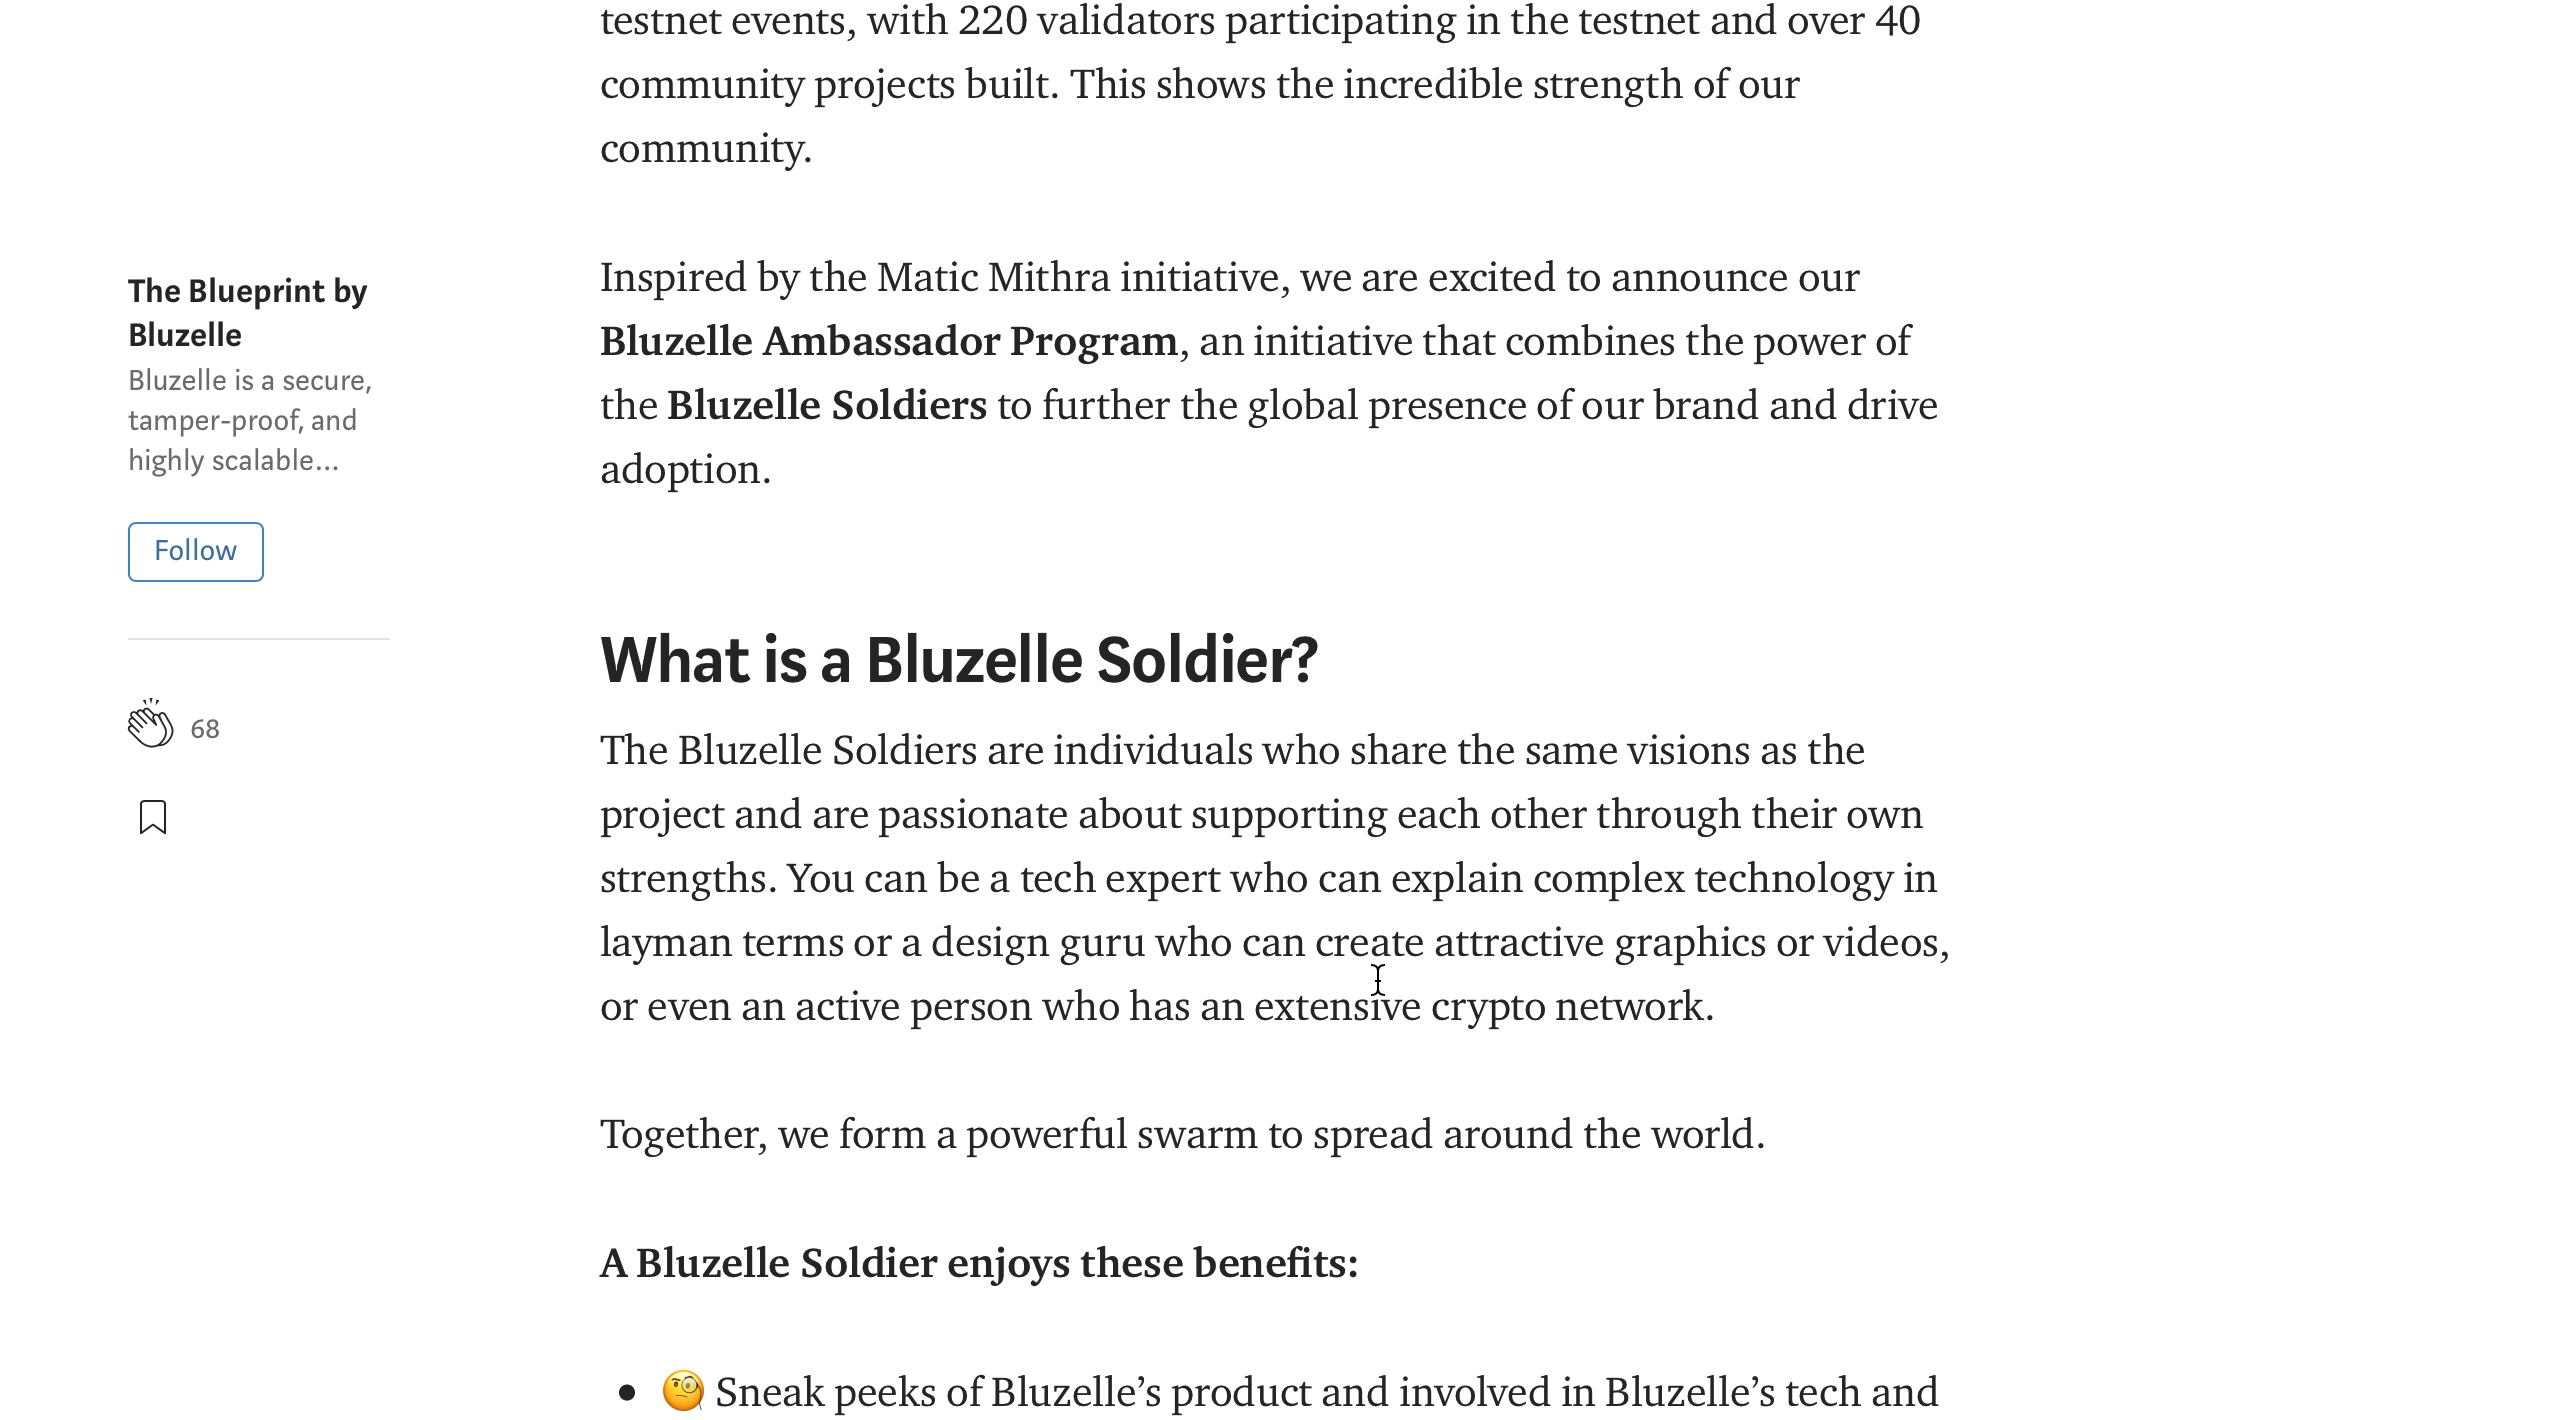 testnet events, with 220 validators participating in the testnet and over 40
community projects built. This shows the incredible strength of our
community.
Inspired by the Matic Mithra initiative, we are excited to announce our
Bluzelle Ambassador Program, an initiative that combines the power of
the Bluzelle Soldiers to further the global presence of our brand and drive
adoption.
The Blueprint by
Bluzelle
Bluzelle is a secure,
tamper-proof, and
highly scalable...
Follow
68
What is a Bluzelle Soldier?
The Bluzelle Soldiers are individuals who share the same visions as the
project and are passionate about supporting each other through their own
strengths. You can be a tech expert who can explain complex technology in
layman terms or a design guru who can create attractive graphics or videos,
or even an active person who has an extensive crypto network.
Together, we form a powerful swarm to spread around the world.
A Bluzelle Soldier enjoys these benefits:
• 🧐 Sneak peeks of Bluzelle’s product and involved in Bluzelle’s tech and